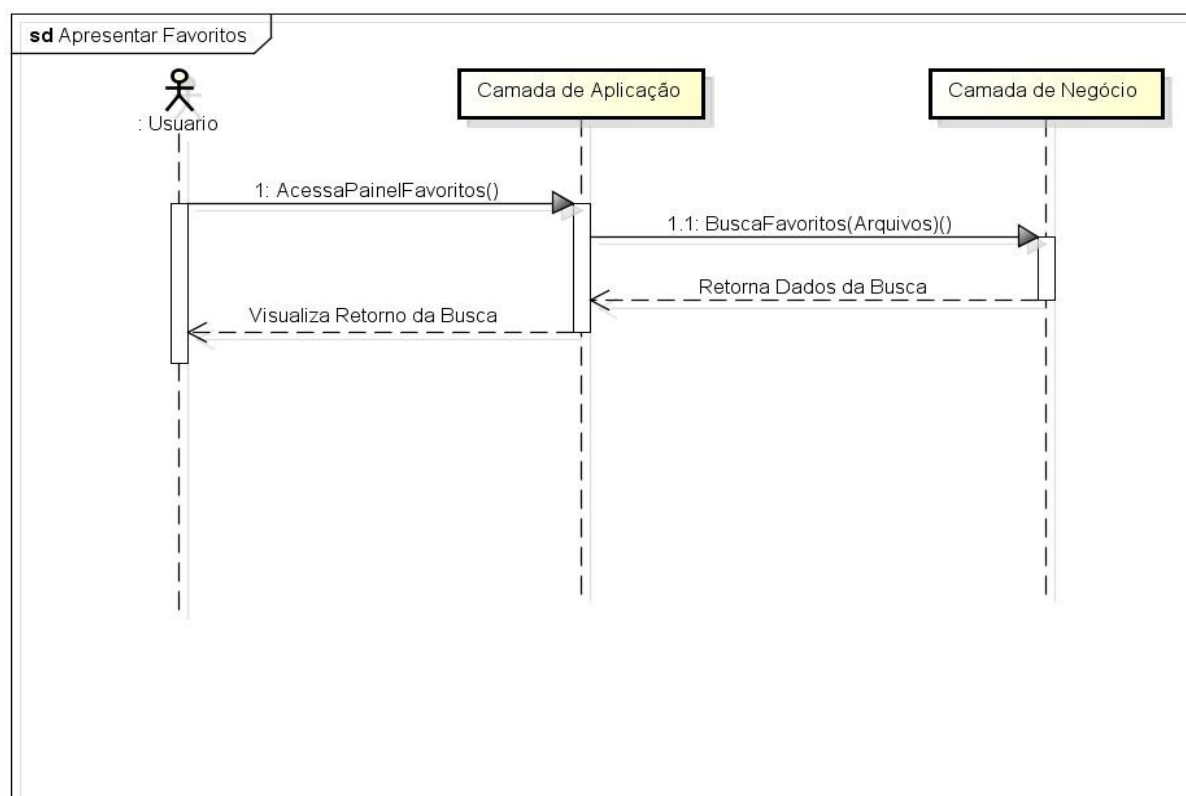 sd Apresentar Favoritos
: Usuario
Camada de Aplicação
Camada de Negócio
1: AcessaPainelFavoritos()
1.1: BuscaFavoritos(Arquivos)()
Retorna Dados da Busca
Visualiza Retorno da Busca